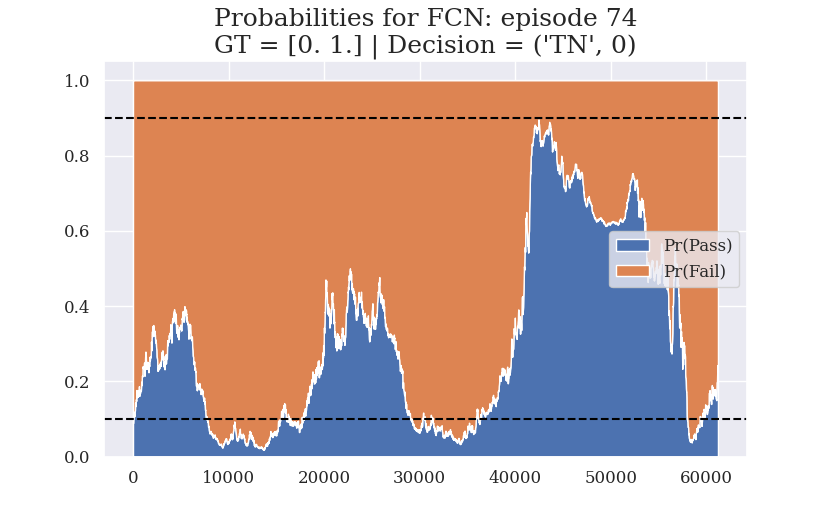 Probabilities for FCN: episode 74
GT = [0. 1.] | Decision = ('TN', 0)
1.0
0.8
0.6
0.4
0.2
0.0
Pr(Pass)
Pr(Fail)
0 10000 20000 30000 40000 50000 60000